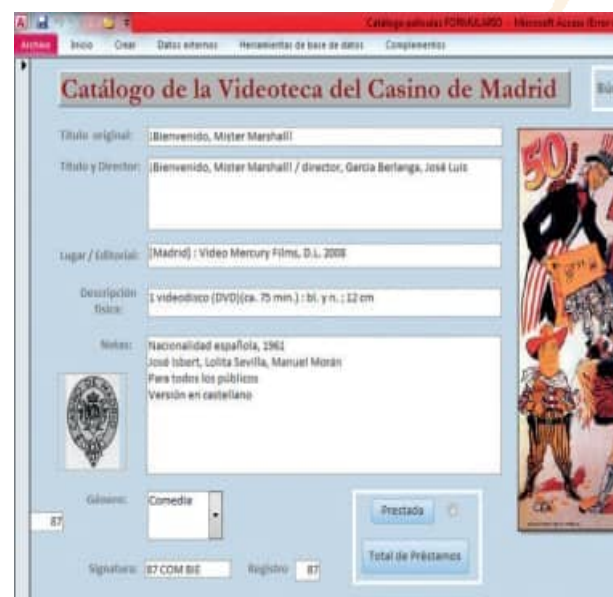 Catálogo películas FORMULARIO - Microsoft Access (Error
Archivo Inicio Crear Datos externos Herramientas de base de datos Complementos
Catálogo de la Videoteca del Casino de Madrid
Bú
Título original: ¡Bienvenido, Mister Marshall!
Título y Director: ¡Bienvenido, Mister Marshall! / director, García Berlanga, José Luis
Lugar / Editorial: [Madrid] : Video Mercury Films, D.L. 2008
Descripción física: 1 videodisco (DVD)(ca. 75 min.) : bl. y n. ; 12 cm
Notas: Nacionalidad española, 1961
José Isbert, Lolita Sevilla, Manuel Morán
Para todos los públicos
Versión en castellano
50
Género: Comedia
87
Prestada
Total de Préstamos
Signatura: 87 COM BIE Registro 87